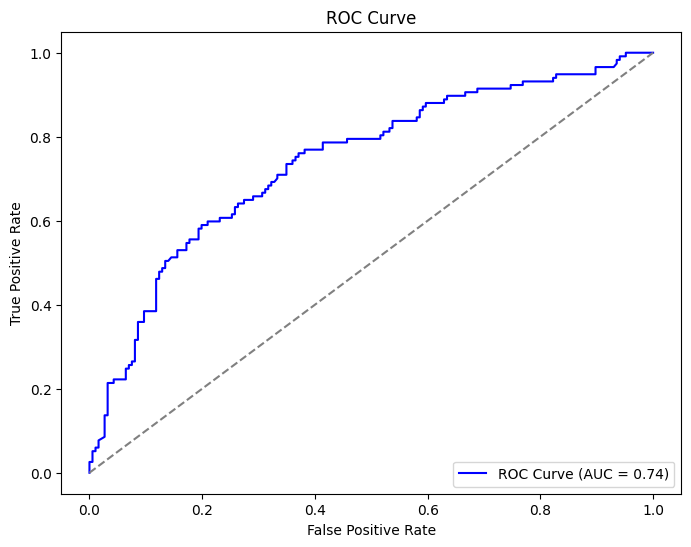 ROC Curve
1.0
0.8
0.6
0.4
0.2
0.0
True Positive Rate
ROC Curve (AUC = 0.74)
0.0 0.2 0.4 0.6 0.8 1.0
False Positive Rate